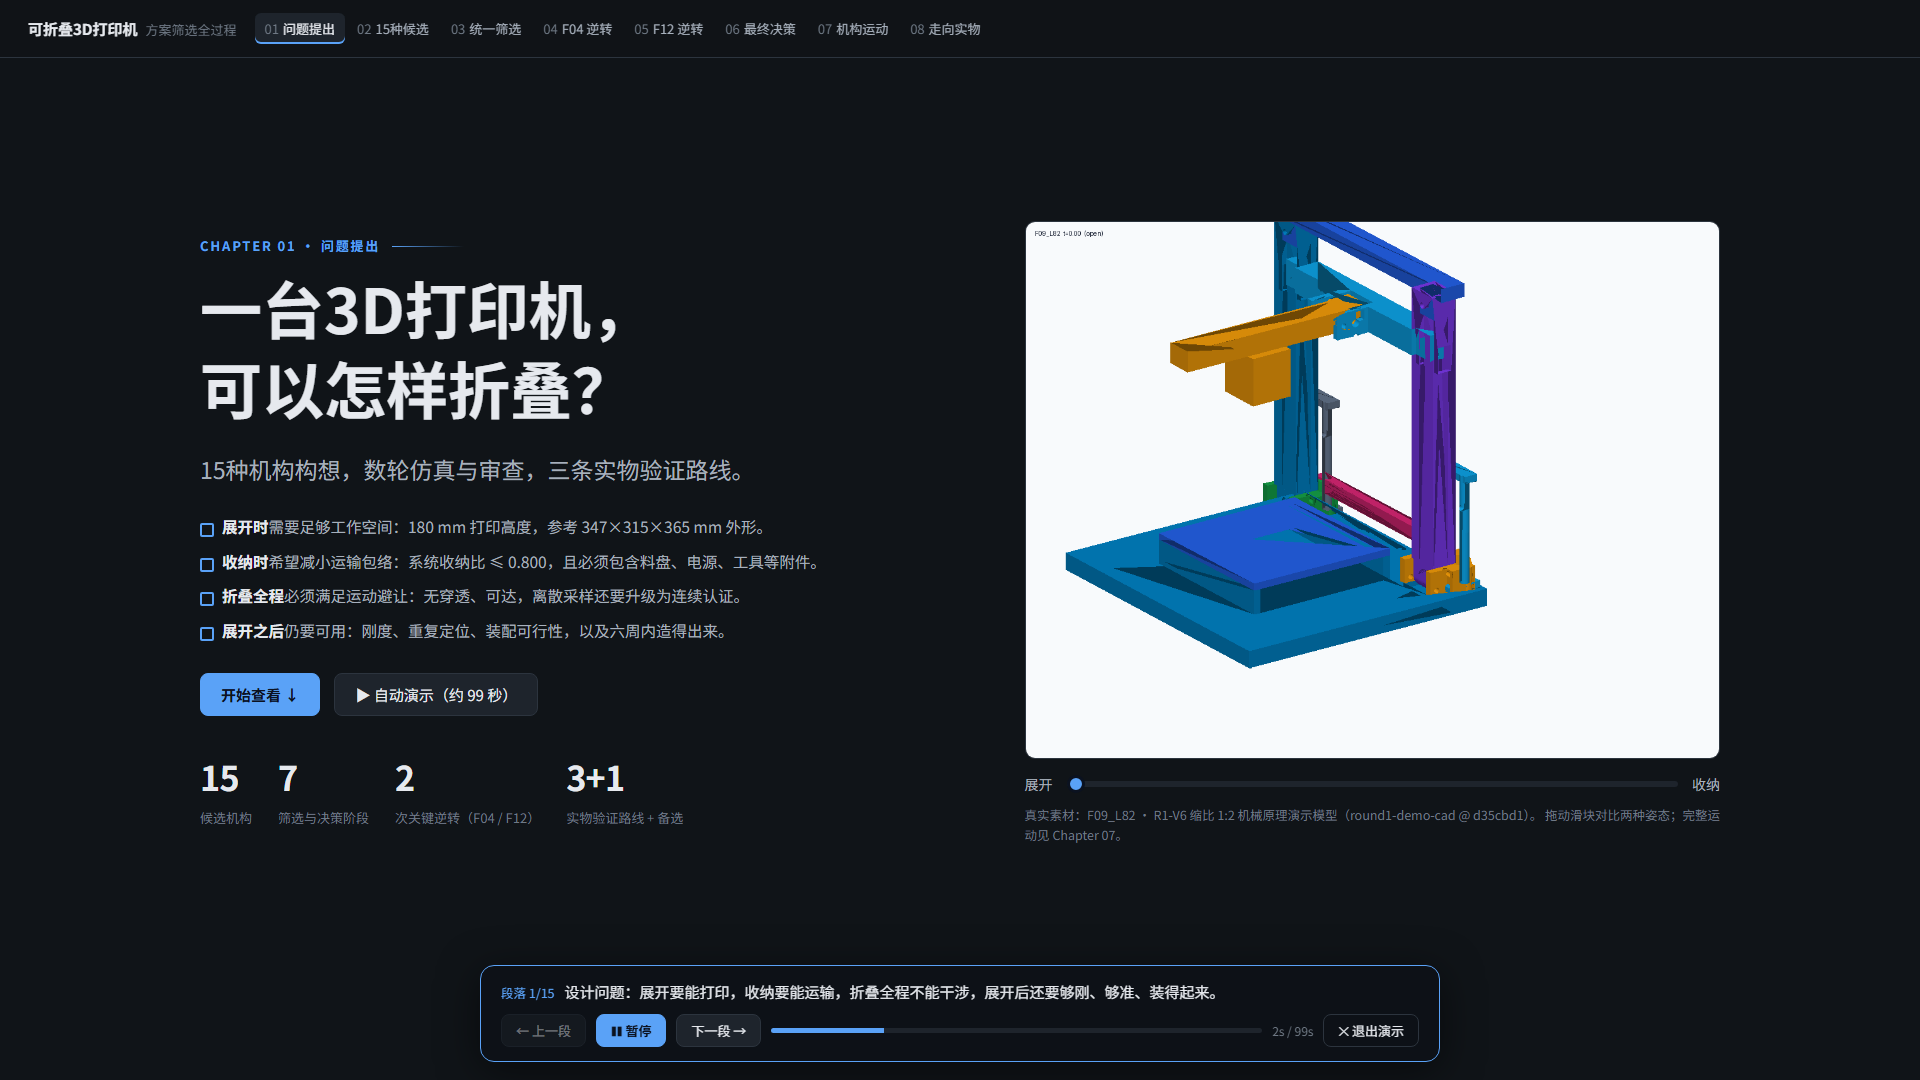 可折叠3D打印机 方案筛选全过程 01 问题提出 02 15种候选 03 统一筛选 04 F04 逆转 05 F12 逆转 06 最终决策 07 机构运动 08 走向实物
CHAPTER 01 · 问题提出
一台3D打印机，
可以怎样折叠？
15种机构构想，数轮仿真与审查，三条实物验证路线。
展开时需要足够工作空间：180 mm 打印高度，参考 347×315×365 mm 外形。
收纳时希望减小运输包络：系统收纳比 ≤ 0.800，且必须包含料盘、电源、工具等附件。
折叠全程必须满足运动避让：无穿透、可达，离散采样还要升级为连续认证。
展开之后仍要可用：刚度、重复定位、装配可行性，以及六周内造得出来。
开始查看 ↓ ▶ 自动演示（约 99 秒）
15 7 2 3+1
候选机构 筛选与决策阶段 次关键逆转（F04 / F12） 实物验证路线 + 备选
F09_L82 t=0.00 (open)
展开 收纳
真实素材：F09_L82 · R1-V6 缩比 1:2 机械原理演示模型（round1-demo-cad @ d35cbd1）。 拖动滑块对比两种姿态；完整运
动见 Chapter 07。
段落 1/15 设计问题：展开要能打印，收纳要能运输，折叠全程不能干涉，展开后还要够刚、够准、装得起来。
← 上一段 ▮▮ 暂停 下一段 → 2s / 99s ✕ 退出演示